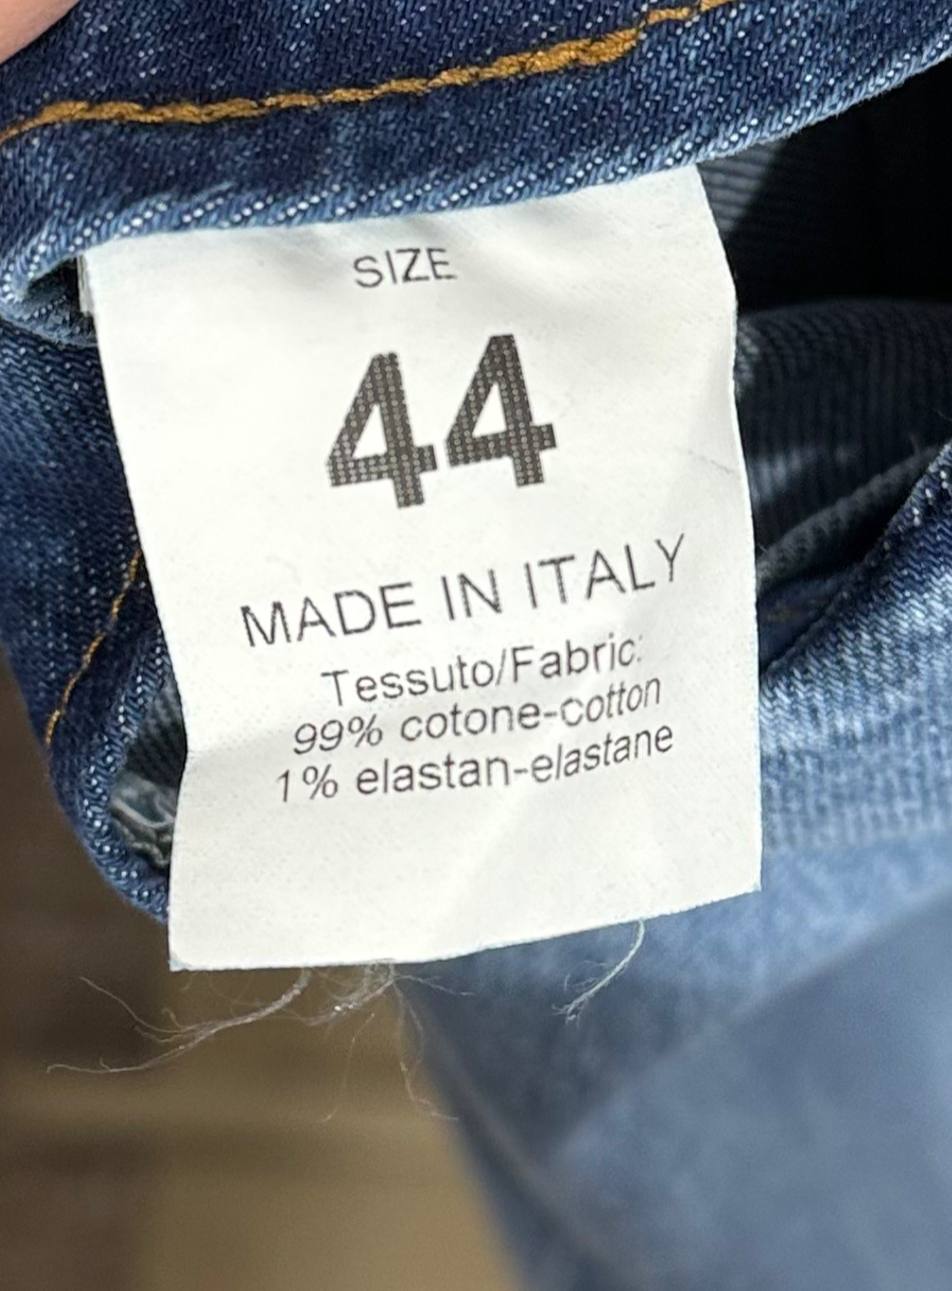 SIZE
44
MADE IN ITALY
Tessuto/Fabric:
99% cotone-cotton
1% elastan-elastane